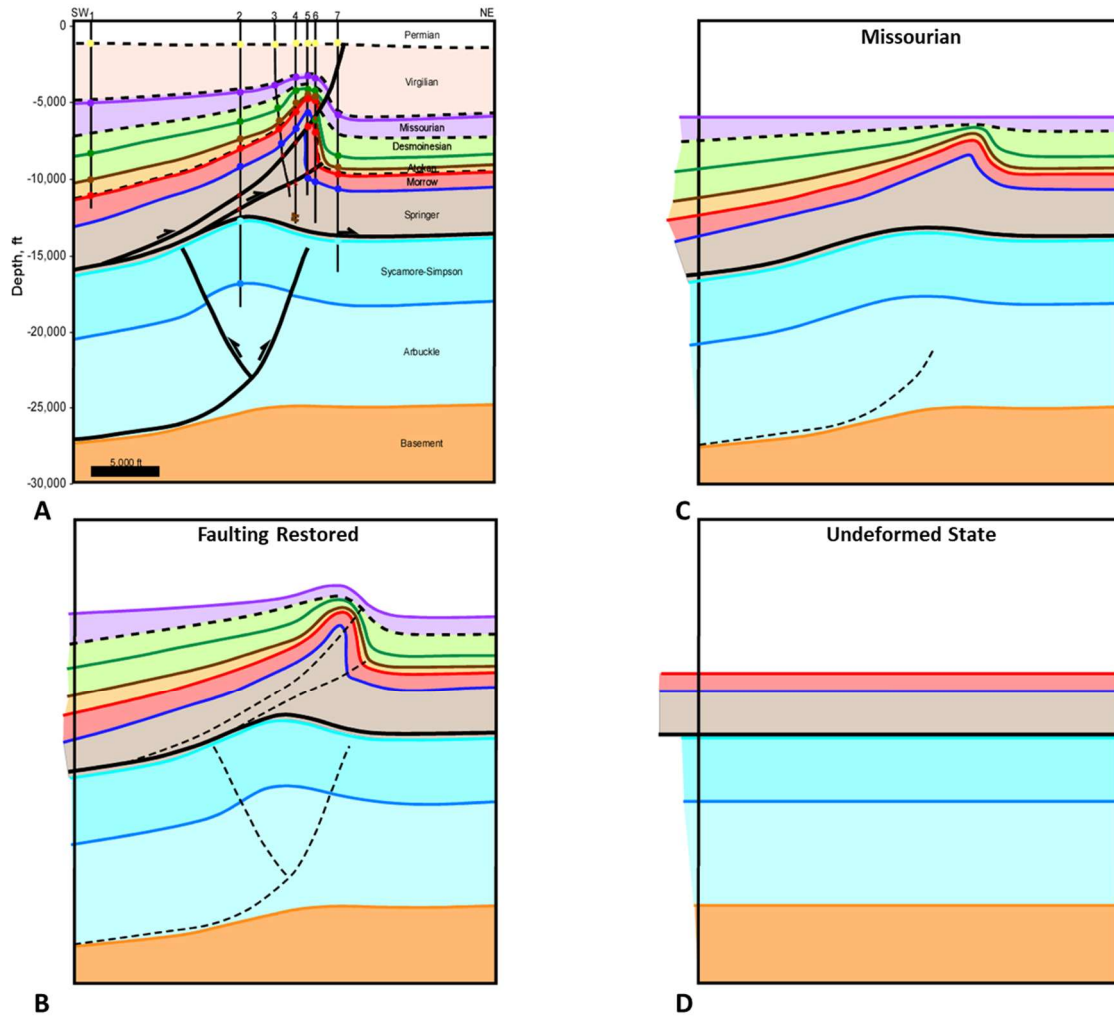 SW 1 2 3 4 5 6 7 NE
0
Permian
Virgilian
-5,000
Missourian
Desmoinesian
Atokan
-10,000
Morrow
Springer
-15,000
Sycamore-Simpson
-20,000
Arbuckle
-25,000
Basement
5,000 ft
-30,000
Depth, ft
A
Missourian
C
Faulting Restored
B
Undeformed State
D